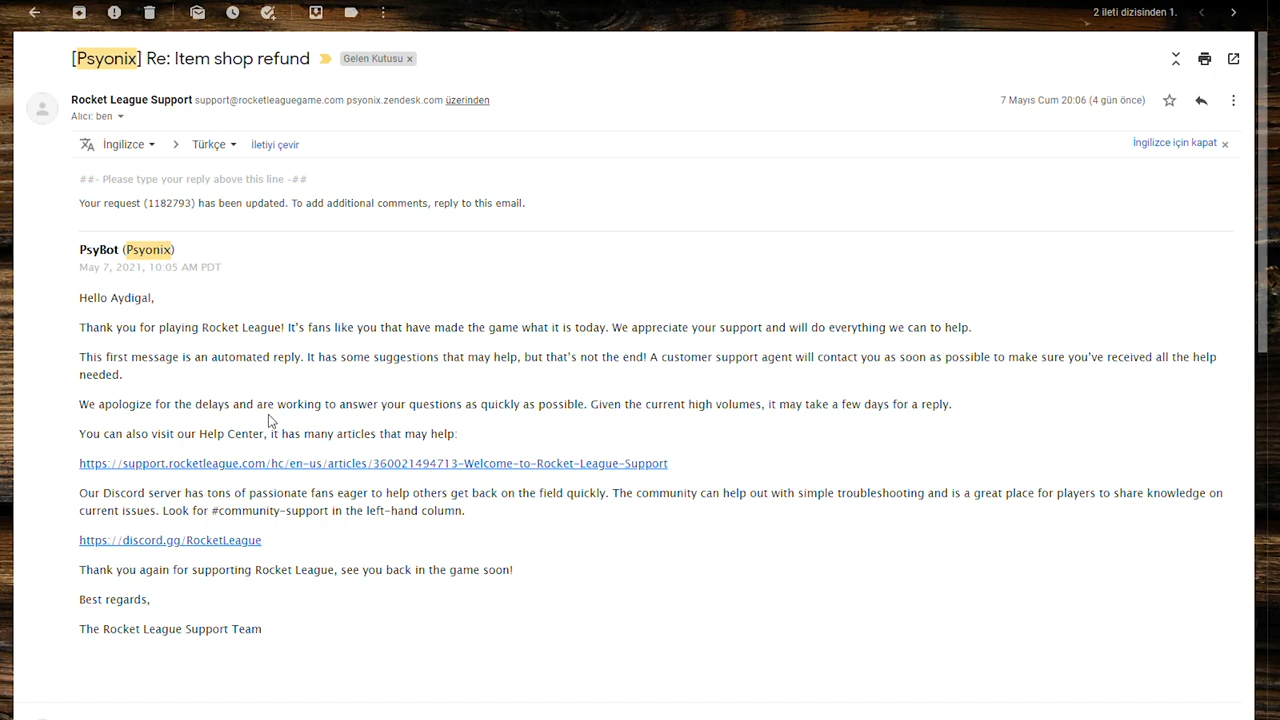 2 ileti dizisinden 1.
[Psyonix] Re: Item shop refund Gelen Kutusu ×
Rocket League Support support@rocketleaguegame.com psyonix.zendesk.com üzerinden
7 Mayıs Cum 20:06 (4 gün önce)
Alıcı: ben
İngilizce > Türkçe İletiyi çevir
İngilizce için kapat ×
##- Please type your reply above this line -##
Your request (1182793) has been updated. To add additional comments, reply to this email.
PsyBot (Psyonix)
May 7, 2021, 10:05 AM PDT
Hello Aydigal,
Thank you for playing Rocket League! It's fans like you that have made the game what it is today. We appreciate your support and will do everything we can to help.
This first message is an automated reply. It has some suggestions that may help, but that's not the end! A customer support agent will contact you as soon as possible to make sure you've received all the help
needed.
We apologize for the delays and are working to answer your questions as quickly as possible. Given the current high volumes, it may take a few days for a reply.
You can also visit our Help Center, it has many articles that may help:
https://support.rocketleague.com/hc/en-us/articles/360021494713-Welcome-to-Rocket-League-Support
Our Discord server has tons of passionate fans eager to help others get back on the field quickly. The community can help out with simple troubleshooting and is a great place for players to share knowledge on
current issues. Look for #community-support in the left-hand column.
https://discord.gg/RocketLeague
Thank you again for supporting Rocket League, see you back in the game soon!
Best regards,
The Rocket League Support Team